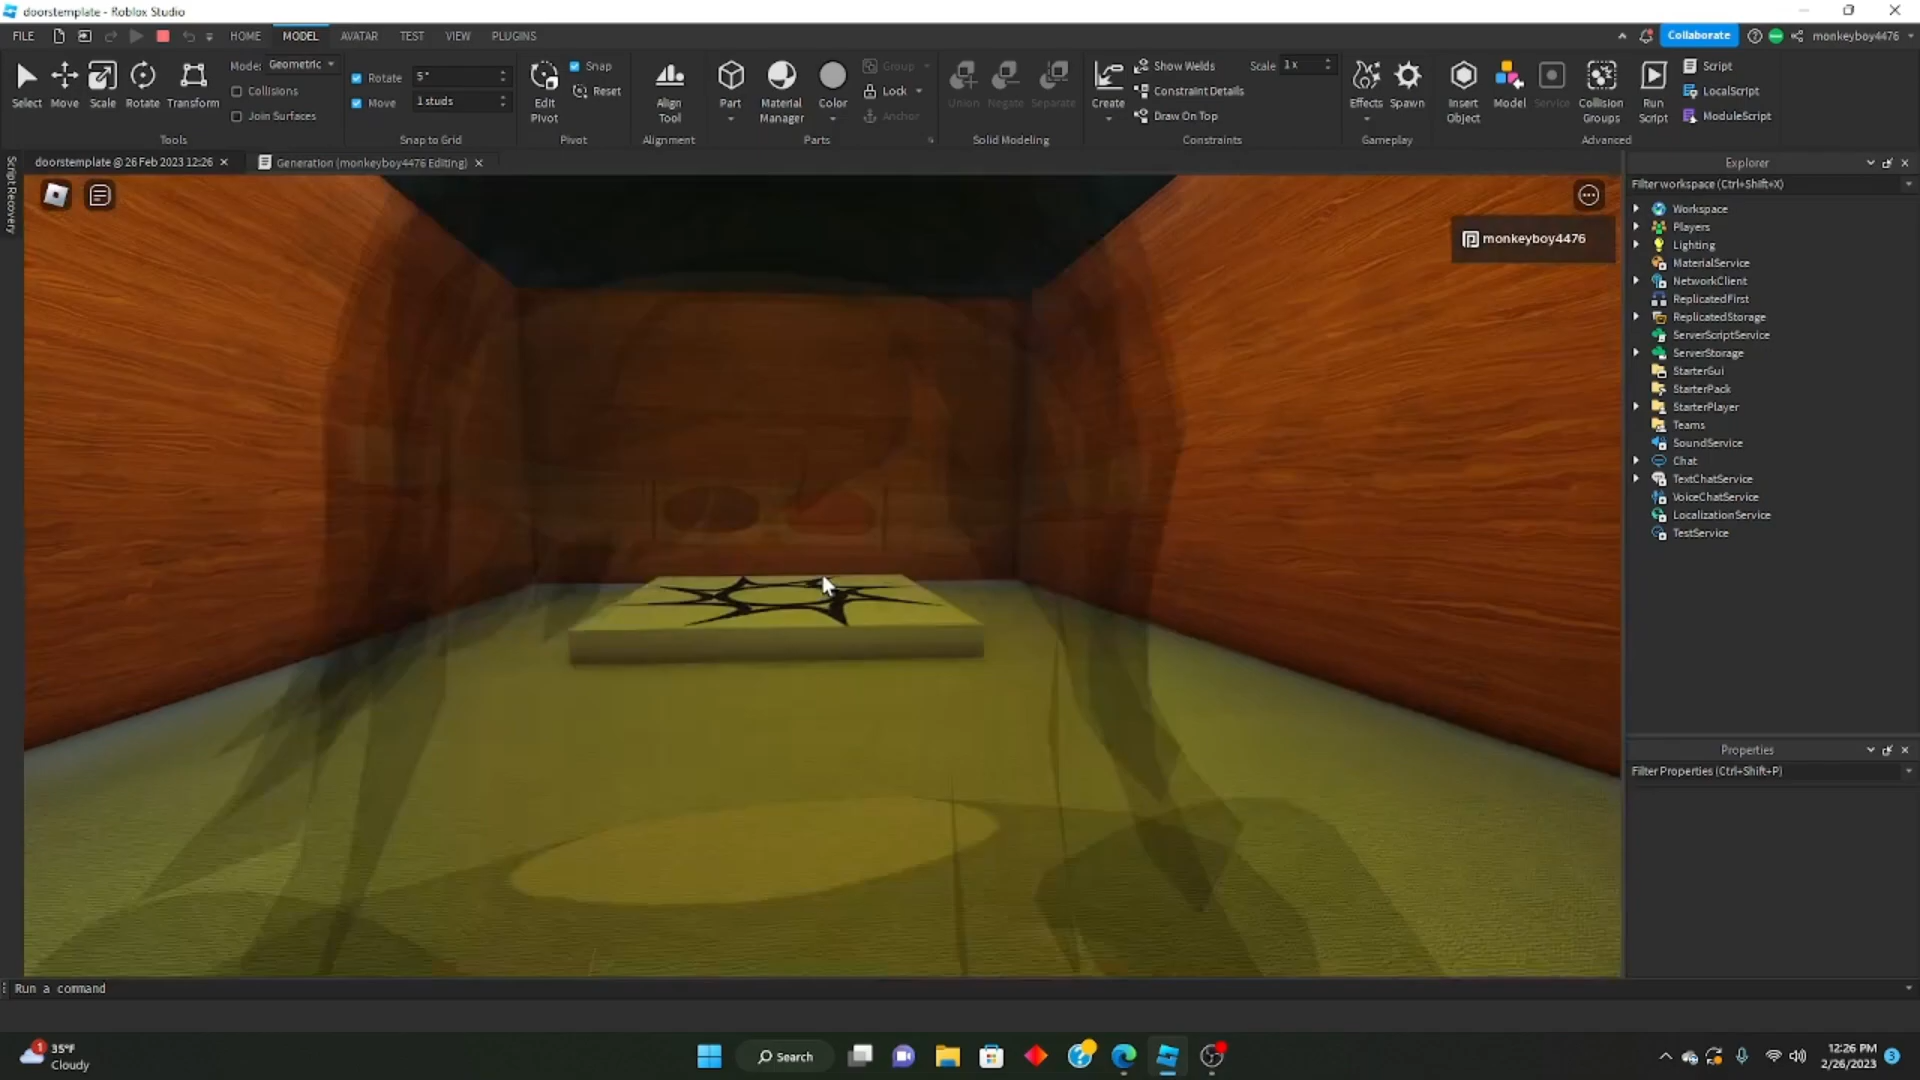 doorstemplate - Roblox Studio
FILE HOME MODEL AVATAR TEST VIEW PLUGINS Collaborate monkeyboy4476
Select Move Scale Rotate Transform
Mode: Geometric
Collisions
Join Surfaces
Tools
Rotate 5°
Move 1 studs
Snap to Grid
Edit Pivot
Snap
Reset
Pivot
Align Tool
Alignment
Part Material Manager Color
Group
Lock
Anchor
Parts
Union Negate Separate
Solid Modeling
Create
Show Welds Scale 1x
Constraint Details
Draw On Top
Constraints
Effects Spawn
Gameplay
Insert Object Model Service Collision Groups Run Script
Script
LocalScript
ModuleScript
Advanced
Script Recovery
doorstemplate @ 26 Feb 2023 12:26
Generation (monkeyboy4476 Editing)
monkeyboy4476
Explorer
Filter workspace (Ctrl+Shift+X)
Workspace
Players
Lighting
MaterialService
NetworkClient
ReplicatedFirst
ReplicatedStorage
ServerScriptService
ServerStorage
StarterGui
StarterPack
StarterPlayer
Teams
SoundService
Chat
TextChatService
VoiceChatService
LocalizationService
TestService
Properties
Filter Properties (Ctrl+Shift+P)
Run a command
1
35°F
Cloudy
Search
12:26 PM
2/26/2023
3